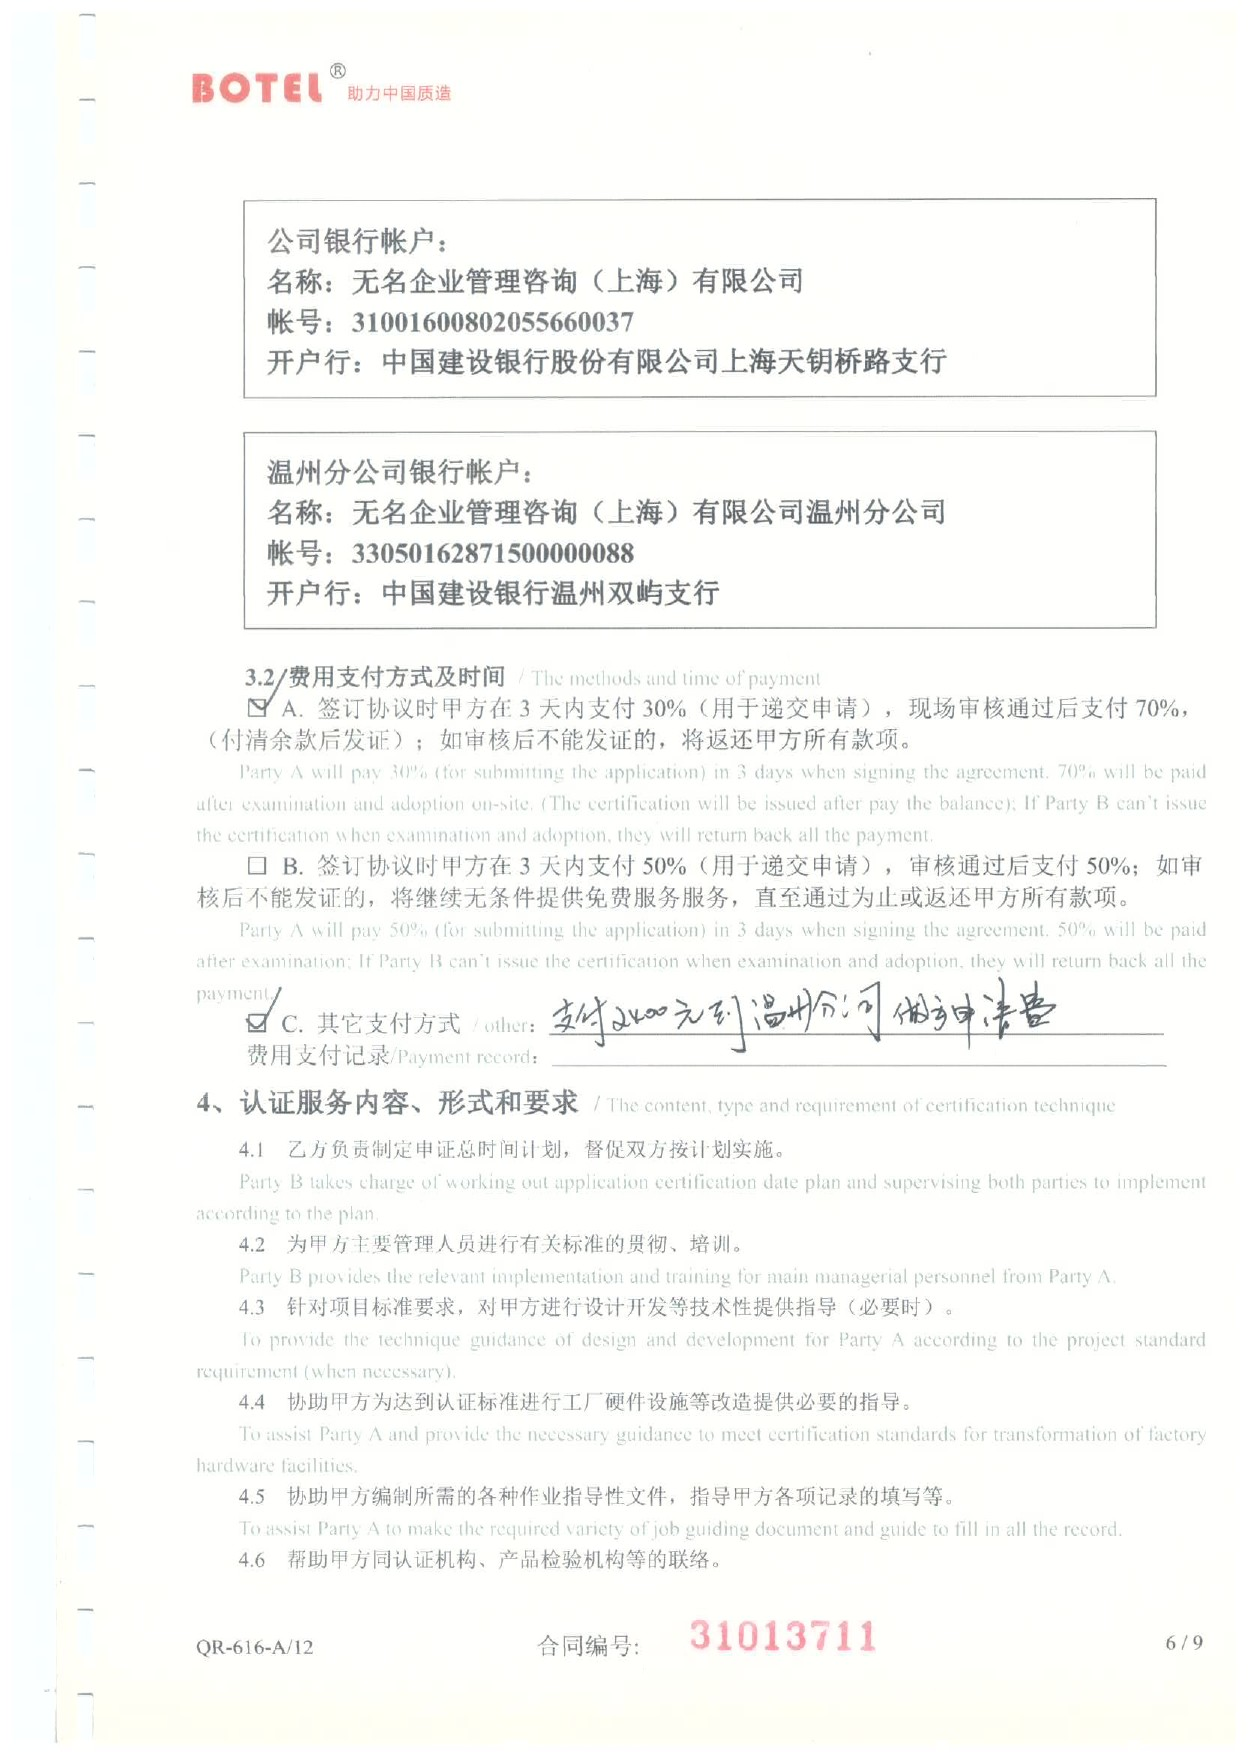 BOTEL® 助力中国质造
公司银行帐户：
名称：无名企业管理咨询（上海）有限公司
帐号：31001600802055660037
开户行：中国建设银行股份有限公司上海天钥桥路支行
温州分公司银行帐户：
名称：无名企业管理咨询（上海）有限公司温州分公司
帐号：33050162871500000088
开户行：中国建设银行温州双屿支行
3.2/费用支付方式及时间 / The methods and time of payment
☑ A. 签订协议时甲方在 3 天内支付 30%（用于递交申请），现场审核通过后支付 70%，
（付清余款后发证）；如审核后不能发证的，将返还甲方所有款项。
Party A will pay 30% (for submitting the application) in 3 days when signing the agreement. 70% will be paid
after examination and adoption on-site. (The certification will be issued after pay the balance); If Party B can't issue
the certification when examination and adoption, they will return back all the payment.
☐ B. 签订协议时甲方在 3 天内支付 50%（用于递交申请），审核通过后支付 50%；如审
核后不能发证的，将继续无条件提供免费服务服务，直至通过为止或返还甲方所有款项。
Party A will pay 50% (for submitting the application) in 3 days when signing the agreement. 50% will be paid
after examination; If Party B can't issue the certification when examination and adoption, they will return back all the
payment.
☑ C. 其它支付方式 / other: 支付2400元到温州分公司做为申请费
费用支付记录/Payment record:
4、认证服务内容、形式和要求 / The content, type and requirement of certification technique
4.1 乙方负责制定申证总时间计划，督促双方按计划实施。
Party B takes charge of working out application certification date plan and supervising both parties to implement
according to the plan.
4.2 为甲方主要管理人员进行有关标准的贯彻、培训。
Party B provides the relevant implementation and training for main managerial personnel from Party A.
4.3 针对项目标准要求，对甲方进行设计开发等技术性提供指导（必要时）。
To provide the technique guidance of design and development for Party A according to the project standard
requirement (when necessary).
4.4 协助甲方为达到认证标准进行工厂硬件设施等改造提供必要的指导。
To assist Party A and provide the necessary guidance to meet certification standards for transformation of factory
hardware facilities.
4.5 协助甲方编制所需的各种作业指导性文件，指导甲方各项记录的填写等。
To assist Party A to make the required variety of job guiding document and guide to fill in all the record.
4.6 帮助甲方同认证机构、产品检验机构等的联络。
QR-616-A/12 合同编号: 31013711 6 / 9